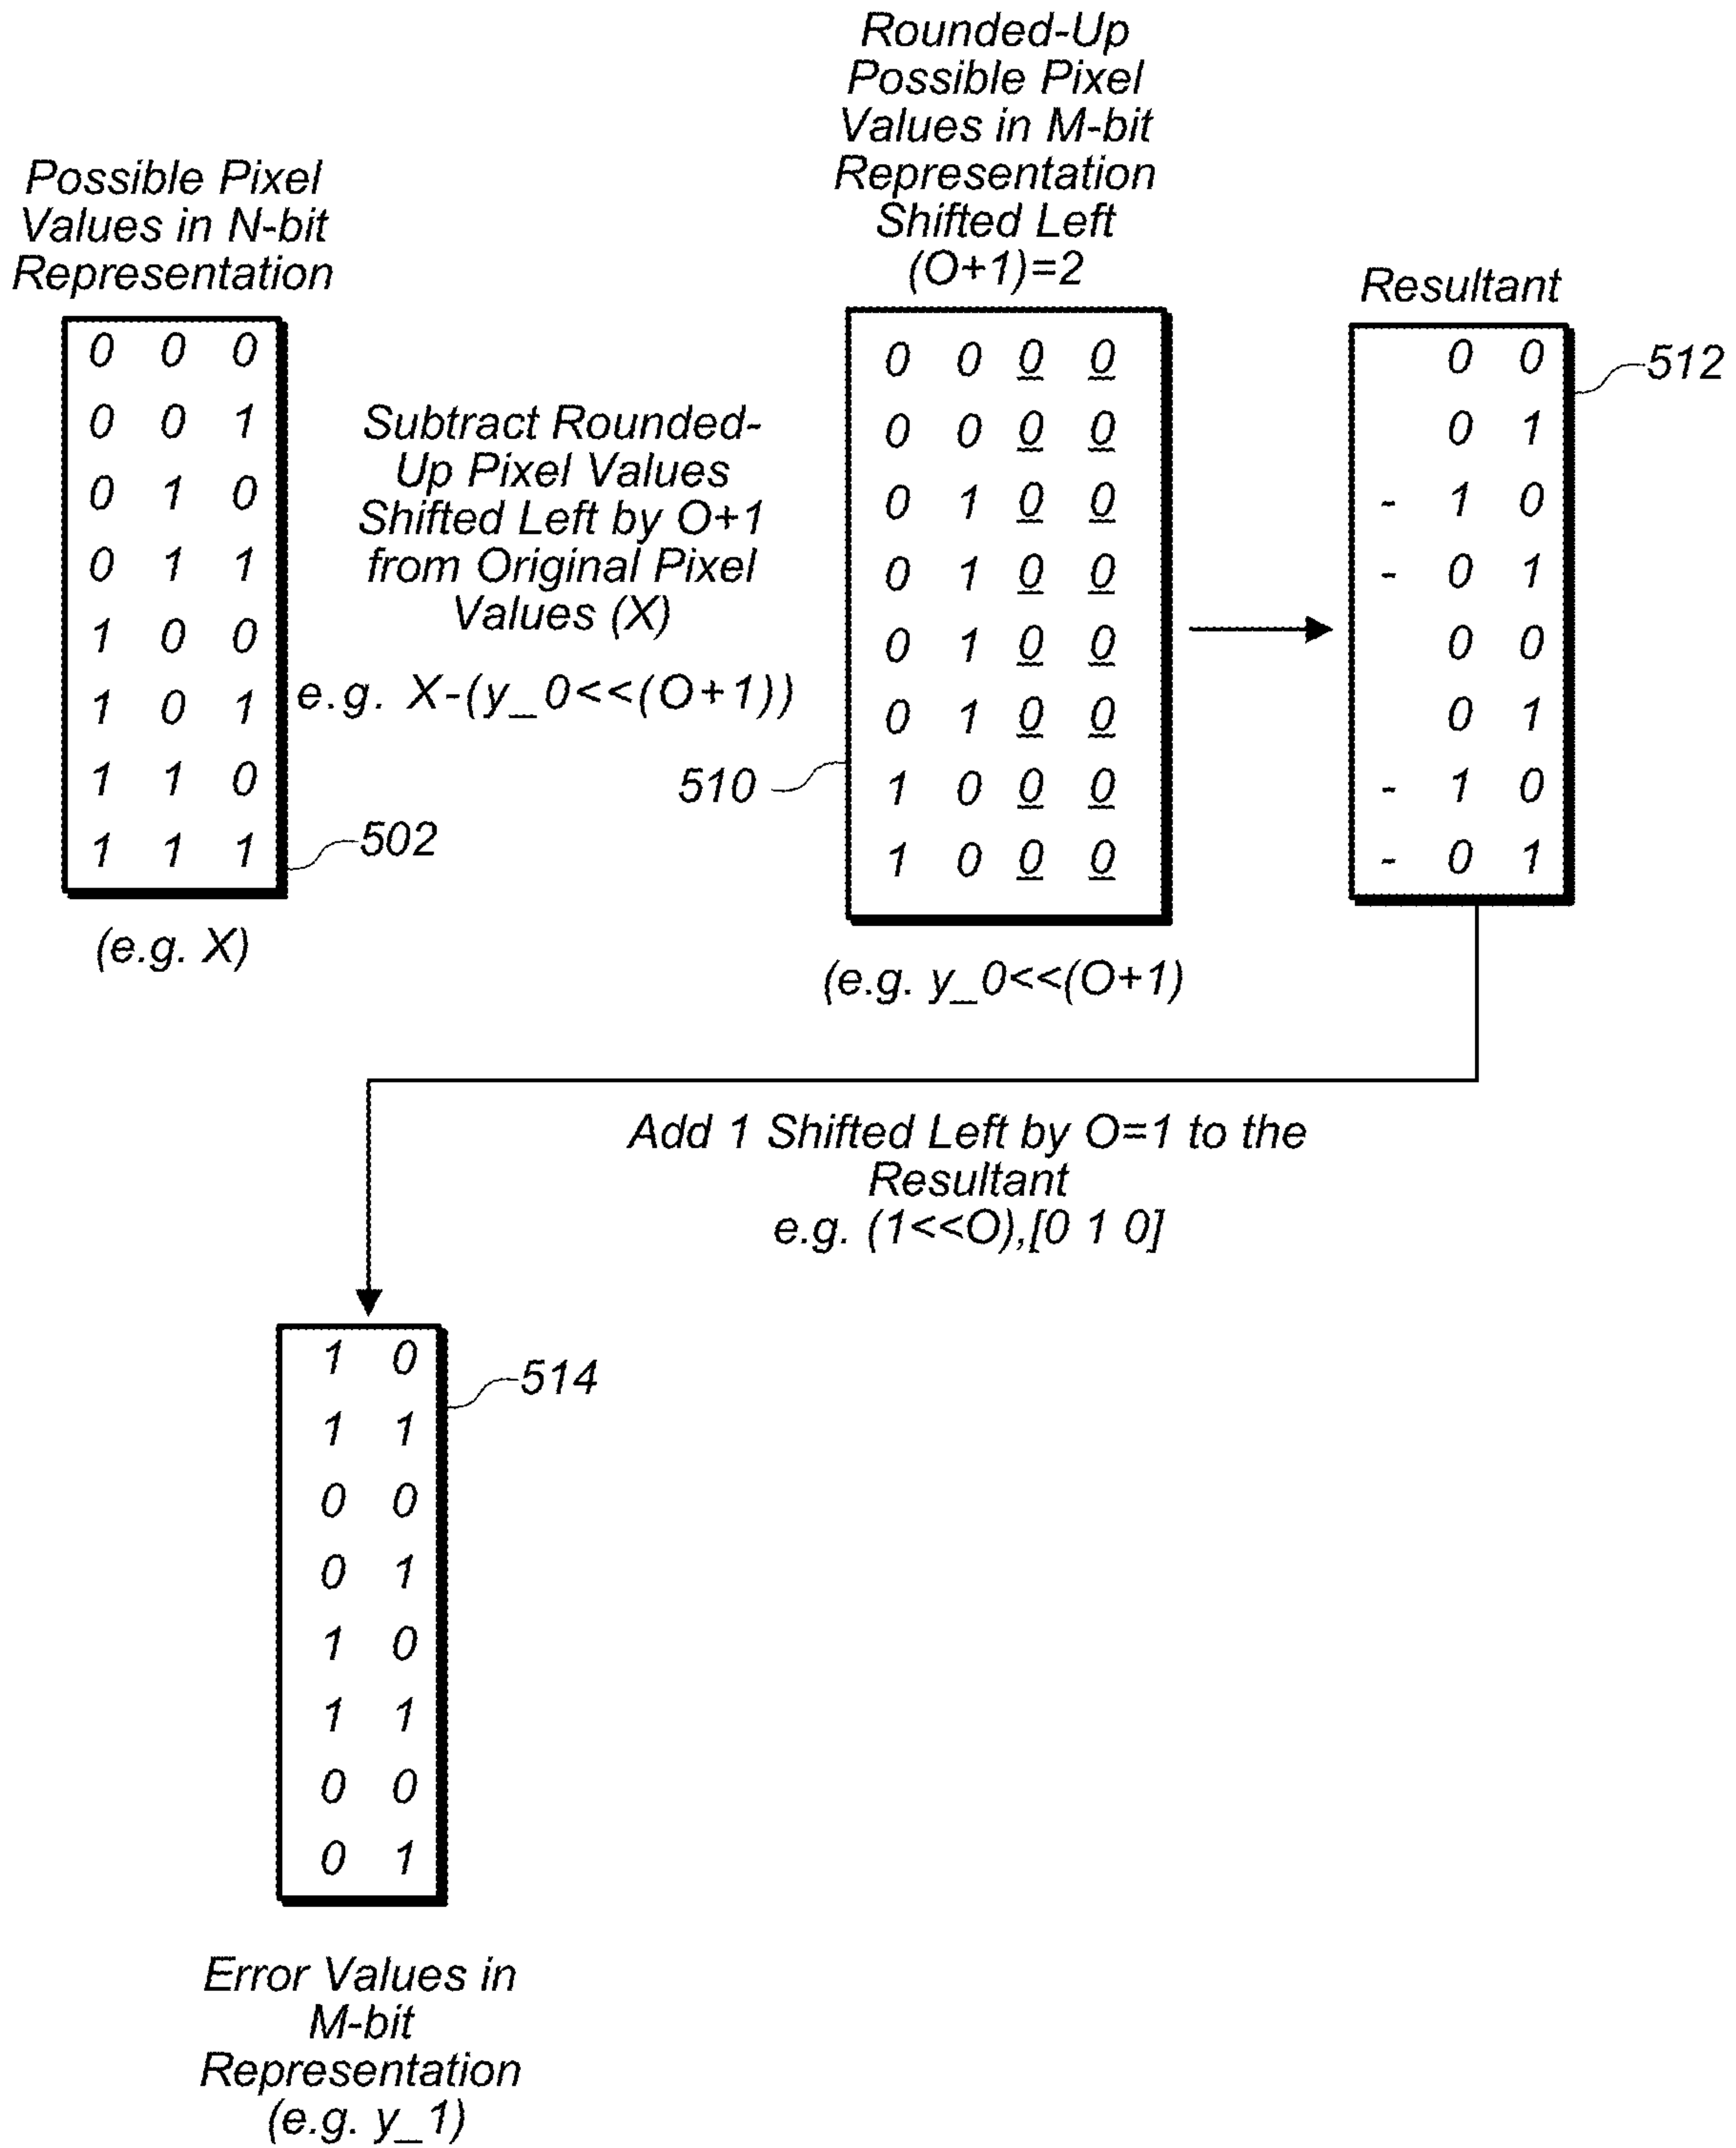 Possible Pixel
Values in N-bit
Representation
0 0 0
0 0 1
0 1 0
0 1 1
1 0 0
1 0 1
1 1 0
1 1 1
502
(e.g. X)
Subtract Rounded-
Up Pixel Values
Shifted Left by O+1
from Original Pixel
Values (X)
e.g. X-(y_0<<(O+1))
Rounded-Up
Possible Pixel
Values in M-bit
Representation
Shifted Left
(O+1)=2
0 0 0 0
0 0 0 0
0 1 0 0
0 1 0 0
0 1 0 0
0 1 0 0
1 0 0 0
1 0 0 0
510
(e.g. y_0<<(O+1)
Resultant
0 0
0 1
- 1 0
- 0 1
0 0
0 1
- 1 0
- 0 1
512
Add 1 Shifted Left by O=1 to the
Resultant
e.g. (1<<O),[0 1 0]
1 0
1 1
0 0
0 1
1 0
1 1
0 0
0 1
514
Error Values in
M-bit
Representation
(e.g. y_1)